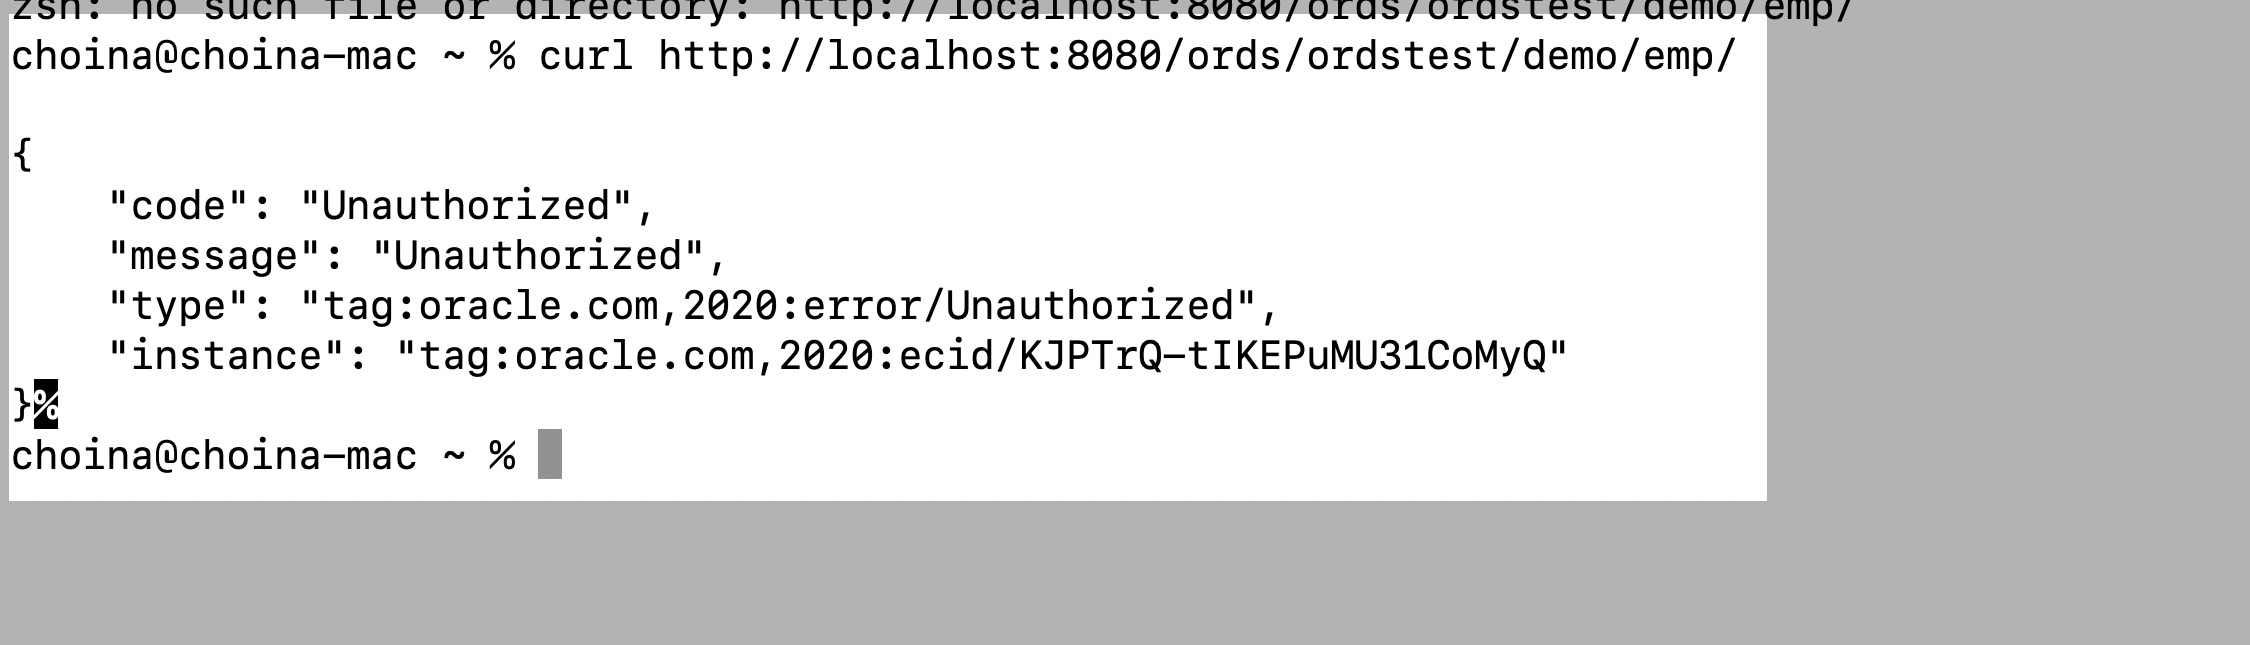 zsh: no such file or directory: http://localhost:8080/ords/ordstest/demo/emp/
choina@choina-mac ~ % curl http://localhost:8080/ords/ordstest/demo/emp/
{
    "code": "Unauthorized",
    "message": "Unauthorized",
    "type": "tag:oracle.com,2020:error/Unauthorized",
    "instance": "tag:oracle.com,2020:ecid/KJPTrQ-tIKEPuMU31CoMyQ"
}%
choina@choina-mac ~ %